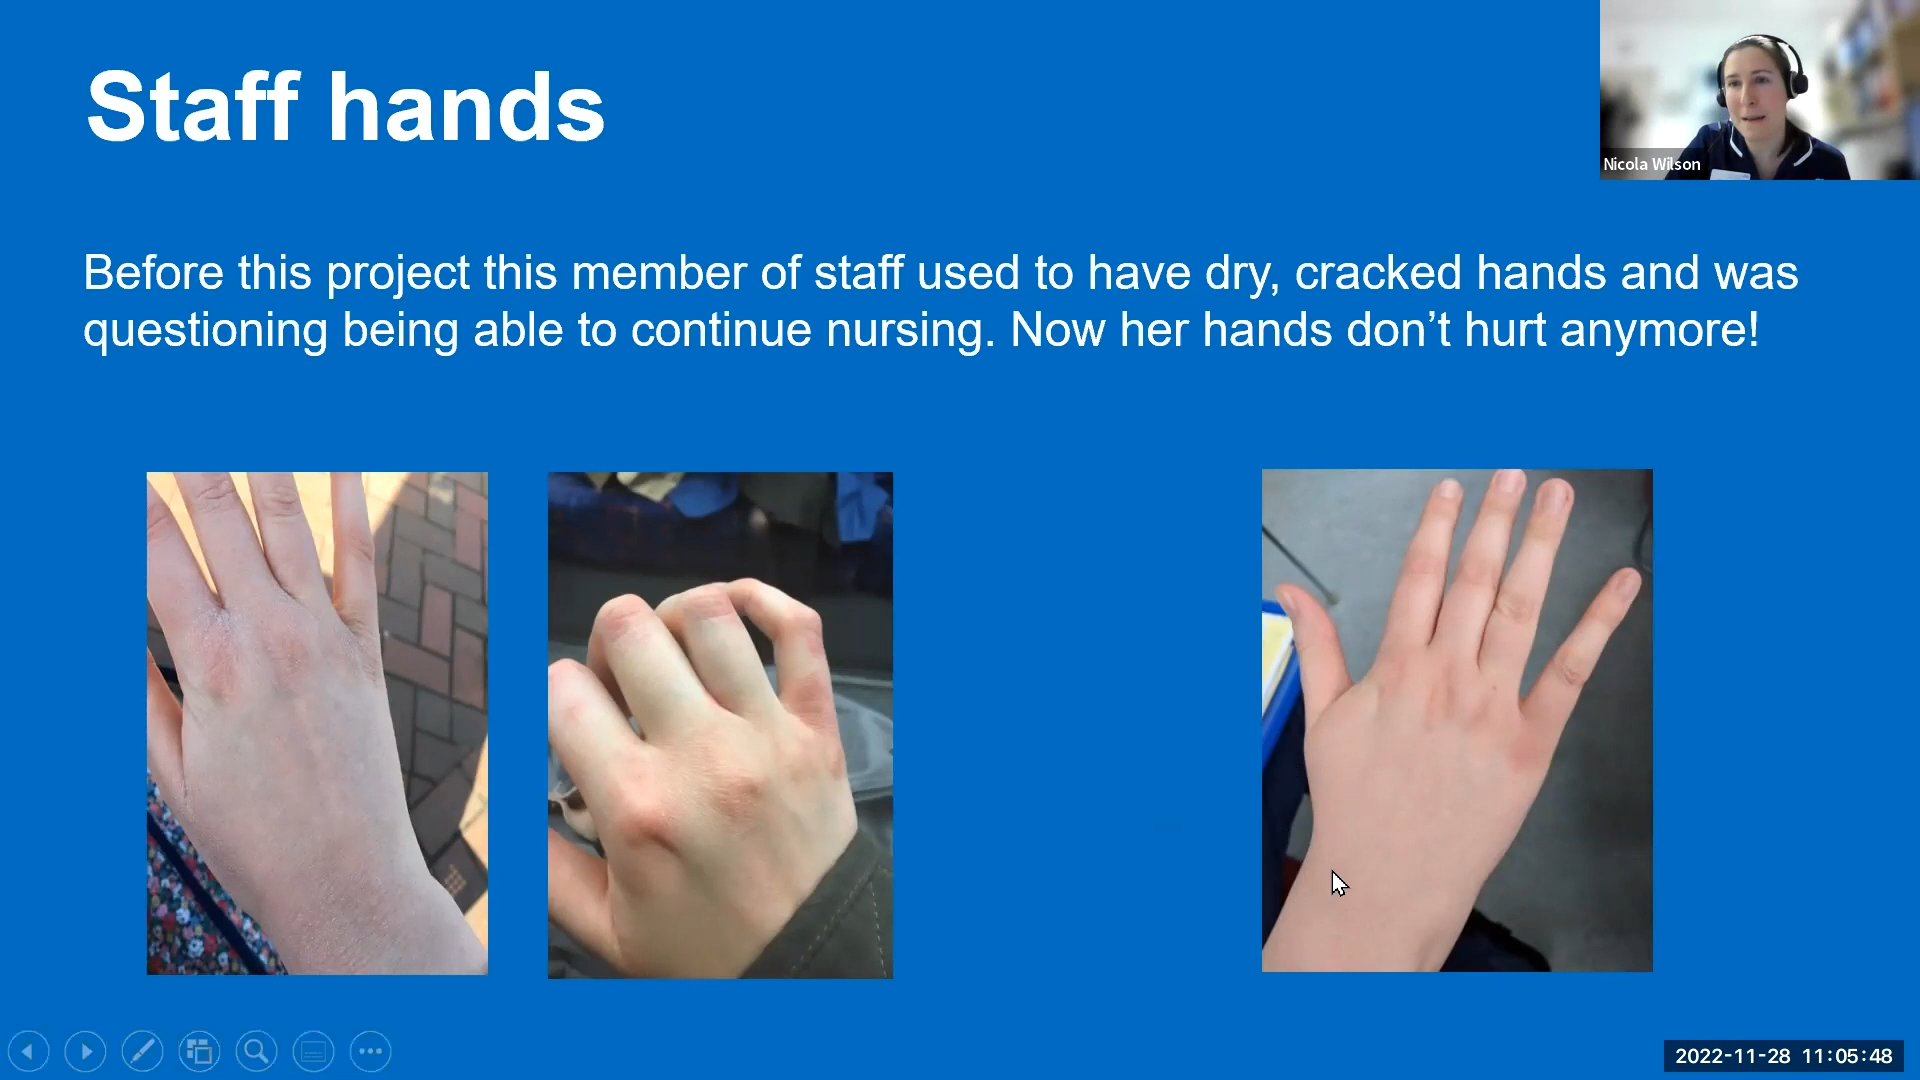 Staff hands
Nicola Wilson
Before this project this member of staff used to have dry, cracked hands and was
questioning being able to continue nursing. Now her hands don’t hurt anymore!
2022-11-28 11:05:48